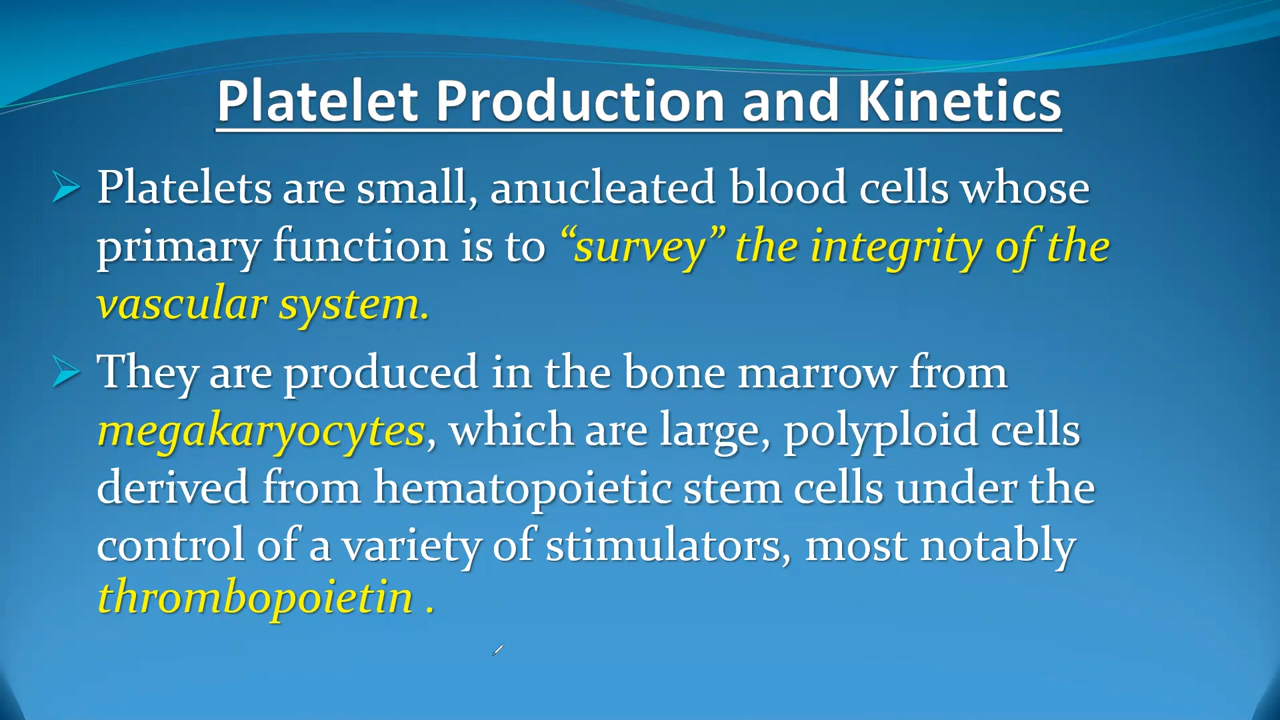 Platelet Production and Kinetics
Platelets are small, anucleated blood cells whose
primary function is to “survey” the integrity of the
vascular system.
They are produced in the bone marrow from
megakaryocytes, which are large, polyploid cells
derived from hematopoietic stem cells under the
control of a variety of stimulators, most notably
thrombopoietin .